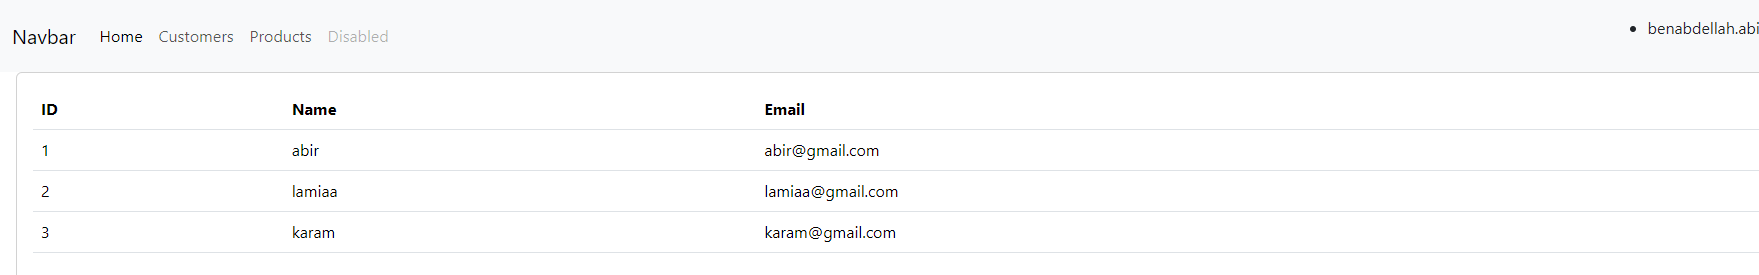 Navbar Home Customers Products Disabled benabdellah.abi
ID Name Email
1 abir abir@gmail.com
2 lamiaa lamiaa@gmail.com
3 karam karam@gmail.com